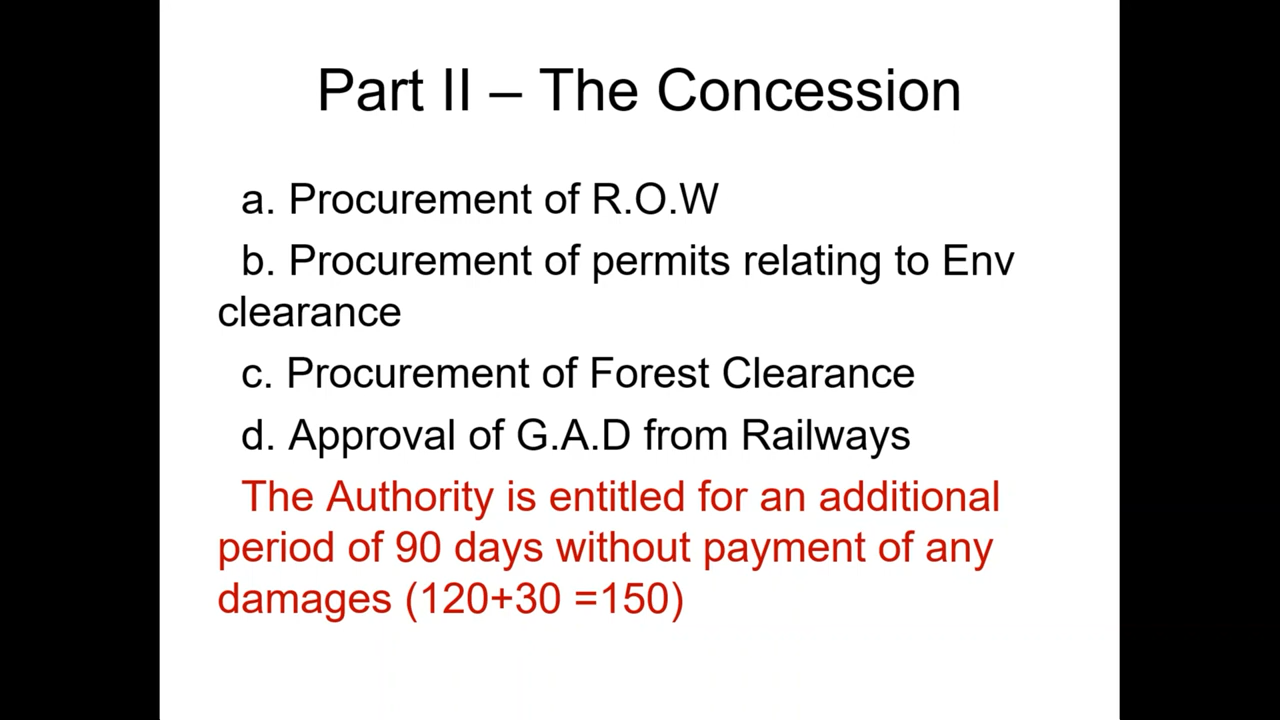 Part II – The Concession
a. Procurement of R.O.W
b. Procurement of permits relating to Env
clearance
c. Procurement of Forest Clearance
d. Approval of G.A.D from Railways
The Authority is entitled for an additional
period of 90 days without payment of any
damages (120+30 =150)